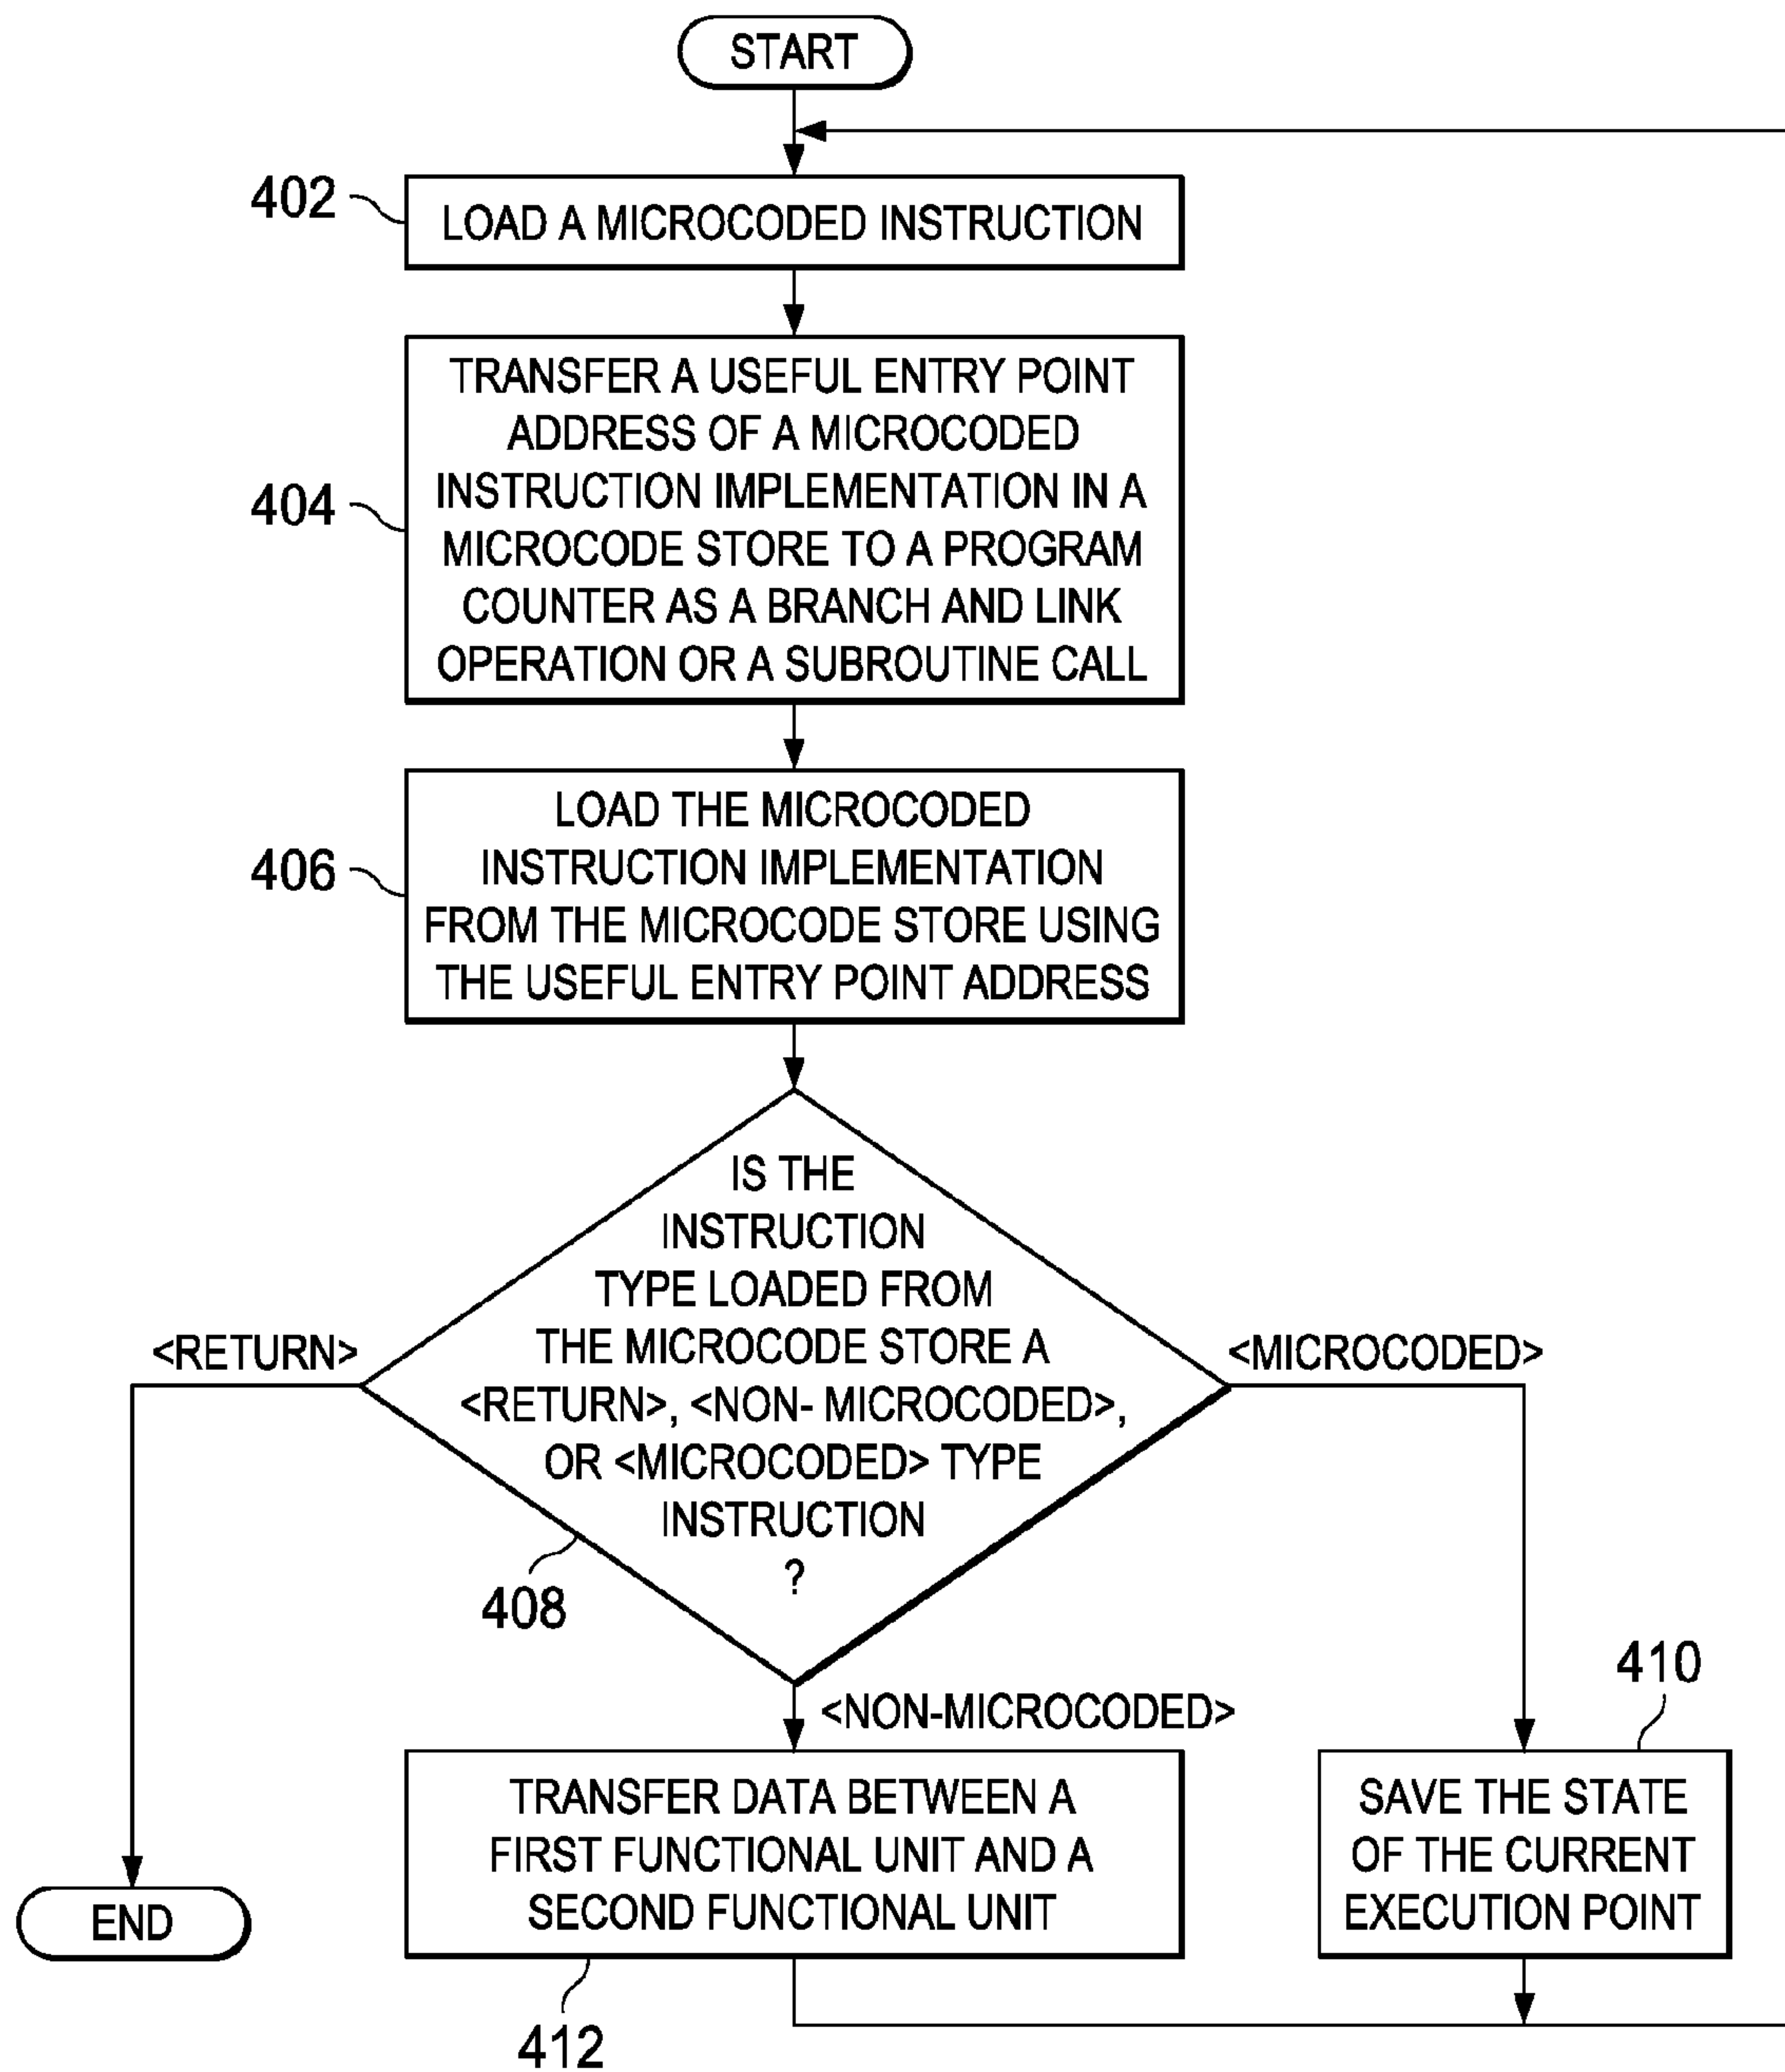 START
402
LOAD A MICROCODED INSTRUCTION
404
TRANSFER A USEFUL ENTRY POINT
ADDRESS OF A MICROCODED
INSTRUCTION IMPLEMENTATION IN A
MICROCODE STORE TO A PROGRAM
COUNTER AS A BRANCH AND LINK
OPERATION OR A SUBROUTINE CALL
406
LOAD THE MICROCODED
INSTRUCTION IMPLEMENTATION
FROM THE MICROCODE STORE USING
THE USEFUL ENTRY POINT ADDRESS
IS THE
INSTRUCTION
TYPE LOADED FROM
THE MICROCODE STORE A
<RETURN>, <NON- MICROCODED>,
OR <MICROCODED> TYPE
INSTRUCTION
?
408
<RETURN>
<MICROCODED>
<NON-MICROCODED>
410
END
TRANSFER DATA BETWEEN A
FIRST FUNCTIONAL UNIT AND A
SECOND FUNCTIONAL UNIT
412
SAVE THE STATE
OF THE CURRENT
EXECUTION POINT